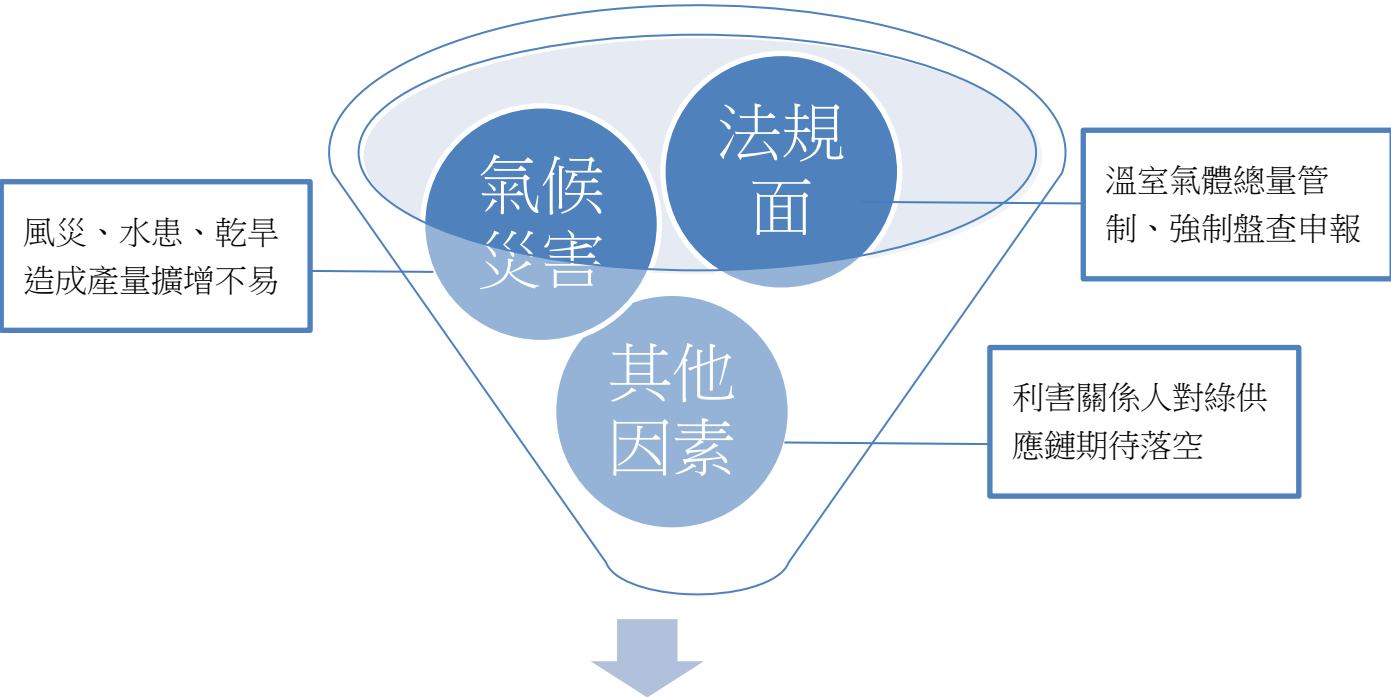 法規
面
氣候
災害
溫室氣體總量管
制、強制盤查申報
風災、水患、乾旱
造成產量擴增不易
其他
因素
利害關係人對綠供
應鏈期待落空